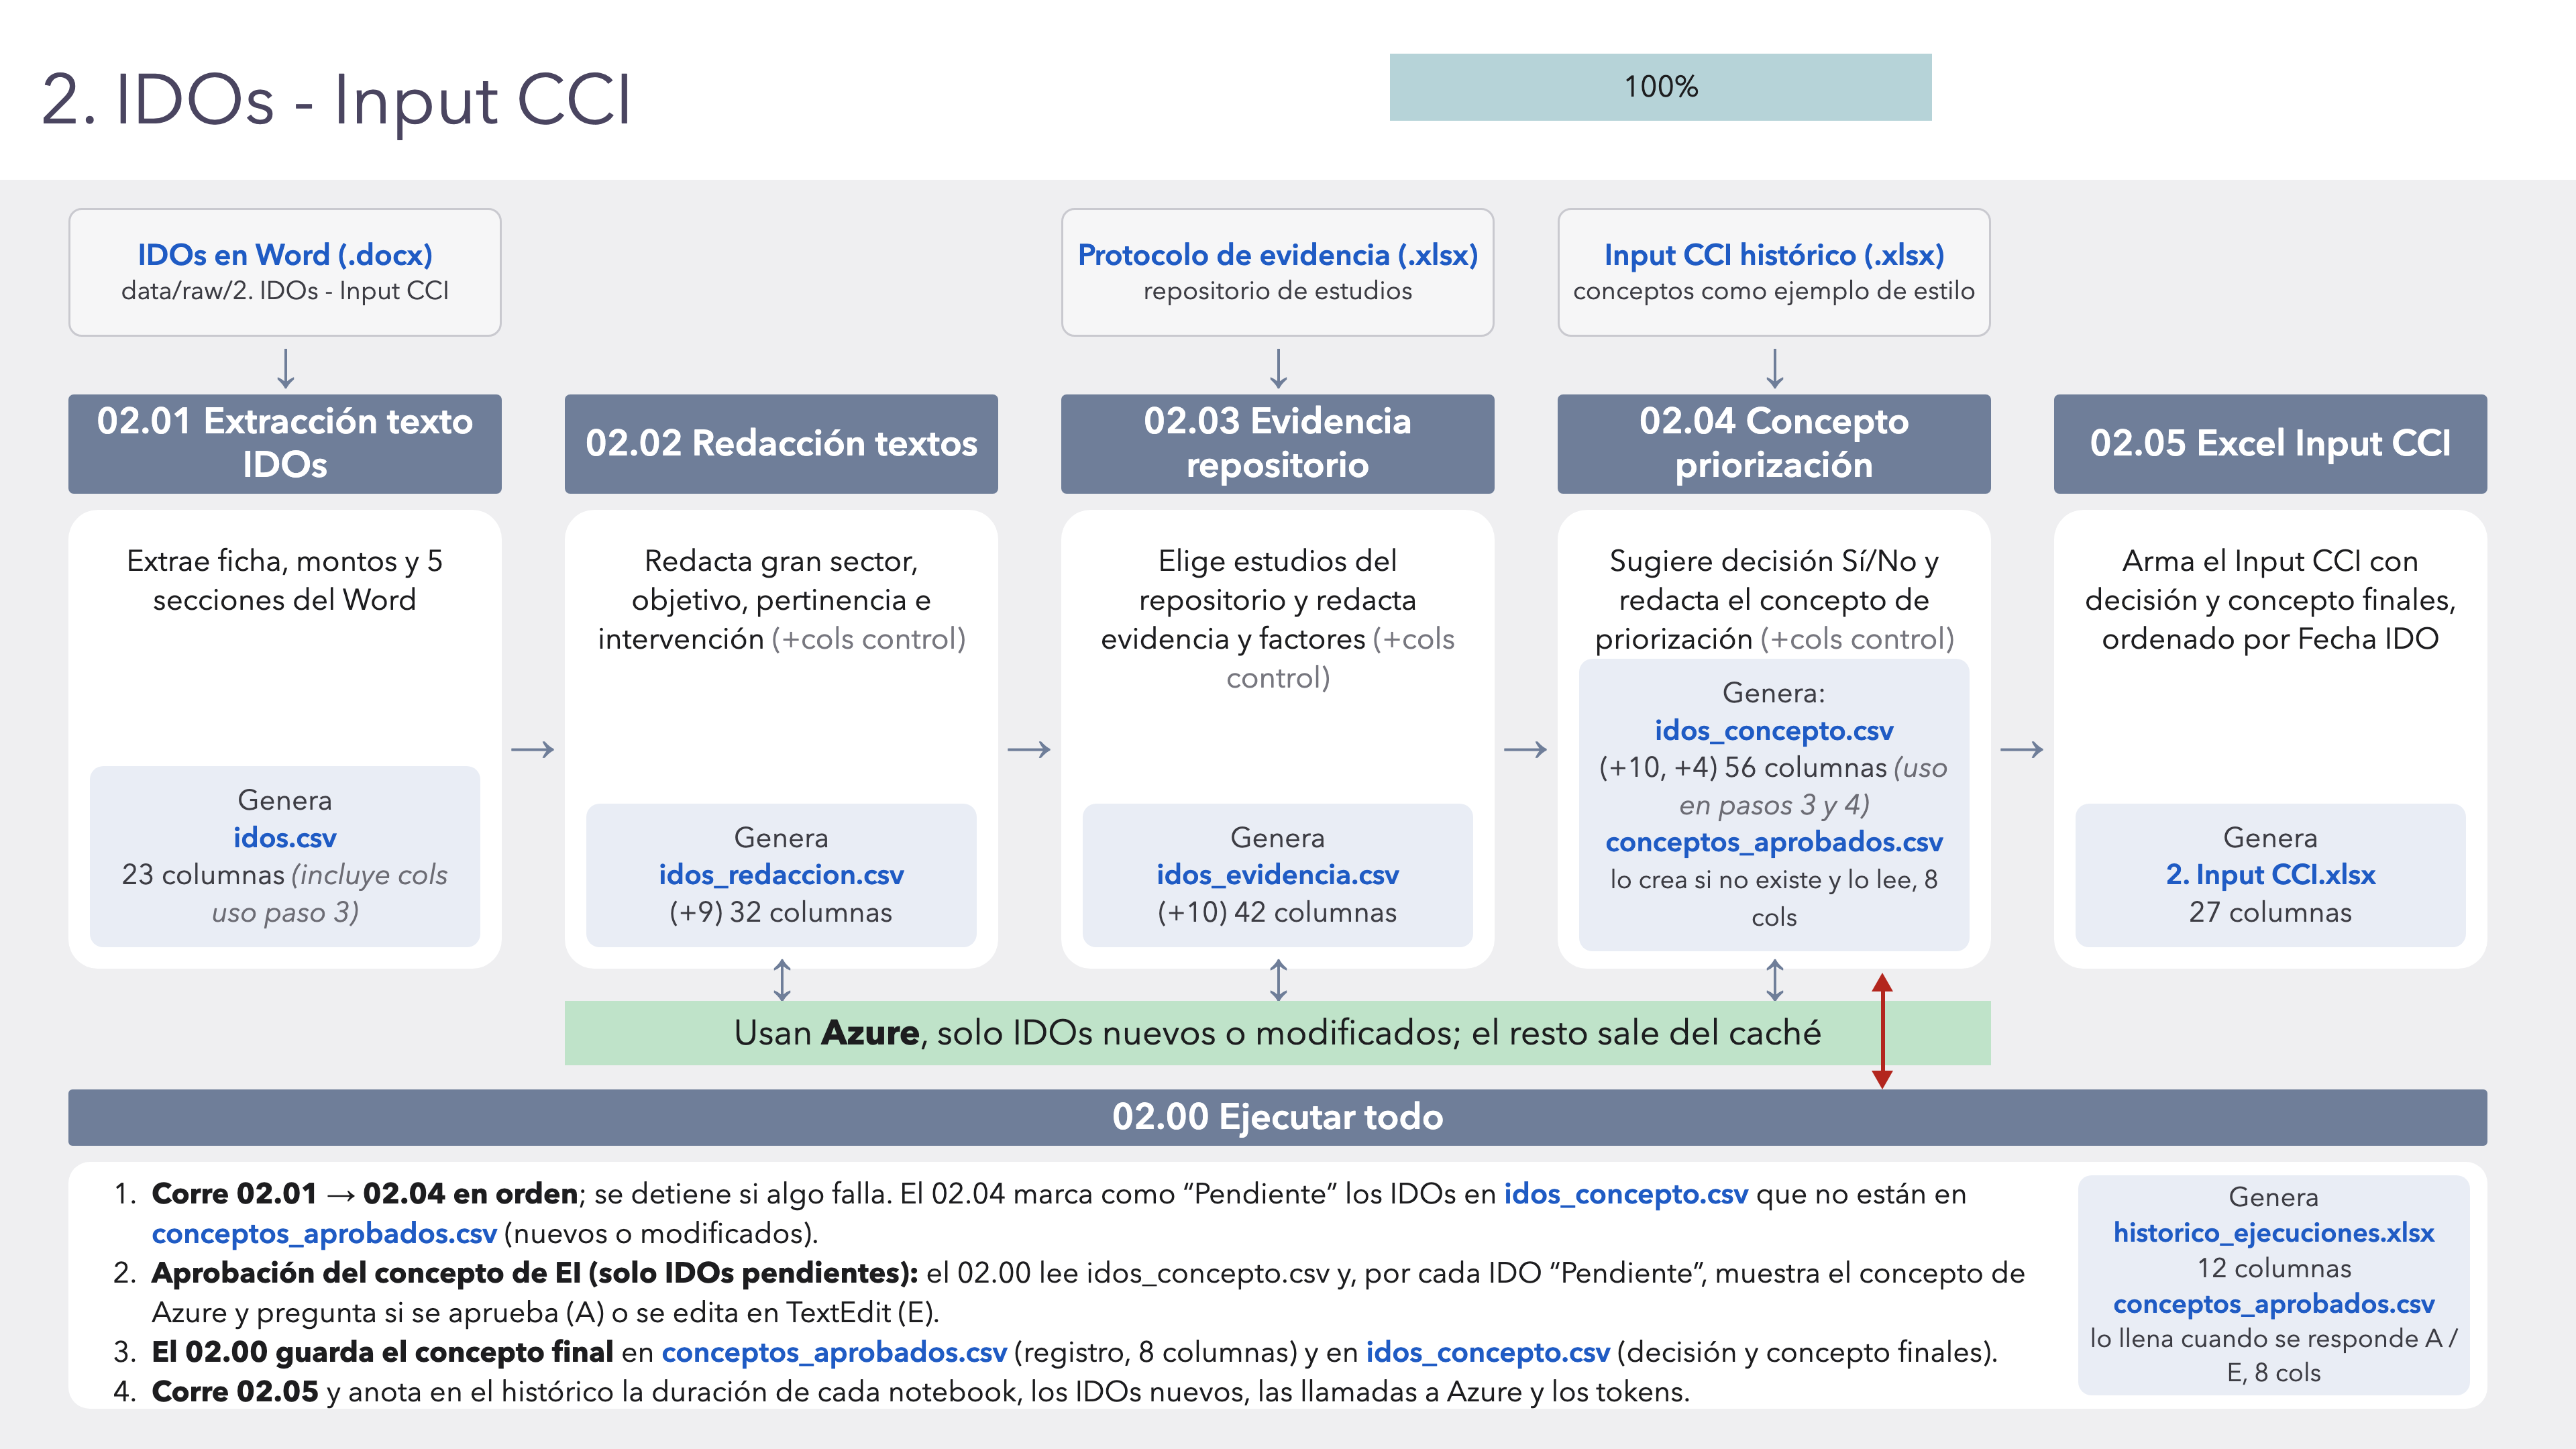 2. IDOs - Input CCI
100%
IDOs en Word (.docx)
data/raw/2. IDOs - Input CCI
Protocolo de evidencia (.xlsx)
repositorio de estudios
Input CCI histórico (.xlsx)
conceptos como ejemplo de estilo
02.01 Extracción texto
IDOs
02.02 Redacción textos
02.03 Evidencia
repositorio
02.04 Concepto
priorización
02.05 Excel Input CCI
Extrae ficha, montos y 5
secciones del Word
Genera
idos.csv
23 columnas (incluye cols
uso paso 3)
→
Redacta gran sector,
objetivo, pertinencia e
intervención (+cols control)
Genera
idos_redaccion.csv
(+9) 32 columnas
→
Elige estudios del
repositorio y redacta
evidencia y factores (+cols
control)
Genera
idos_evidencia.csv
(+10) 42 columnas
→
Sugiere decisión Sí/No y
redacta el concepto de
priorización (+cols control)
Genera:
idos_concepto.csv
(+10, +4) 56 columnas (uso
en pasos 3 y 4)
conceptos_aprobados.csv
lo crea si no existe y lo lee, 8
cols
→
Arma el Input CCI con
decisión y concepto finales,
ordenado por Fecha IDO
Genera
2. Input CCI.xlsx
27 columnas
Usan Azure, solo IDOs nuevos o modificados; el resto sale del caché
02.00 Ejecutar todo
1. Corre 02.01 → 02.04 en orden; se detiene si algo falla. El 02.04 marca como “Pendiente” los IDOs en idos_concepto.csv que no están en
conceptos_aprobados.csv (nuevos o modificados).
2. Aprobación del concepto de EI (solo IDOs pendientes): el 02.00 lee idos_concepto.csv y, por cada IDO “Pendiente”, muestra el concepto de
Azure y pregunta si se aprueba (A) o se edita en TextEdit (E).
3. El 02.00 guarda el concepto final en conceptos_aprobados.csv (registro, 8 columnas) y en idos_concepto.csv (decisión y concepto finales).
4. Corre 02.05 y anota en el histórico la duración de cada notebook, los IDOs nuevos, las llamadas a Azure y los tokens.
Genera
historico_ejecuciones.xlsx
12 columnas
conceptos_aprobados.csv
lo llena cuando se responde A /
E, 8 cols